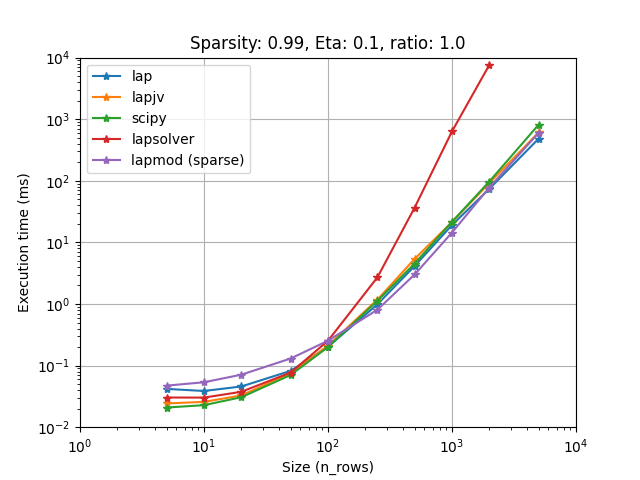 Sparsity: 0.99, Eta: 0.1, ratio: 1.0
lap
lapjv
scipy
lapsolver
lapmod (sparse)
Execution time (ms)
10^4
10^3
10^2
10^1
10^0
10^-1
10^-2
10^0 10^1 10^2 10^3 10^4
Size (n_rows)